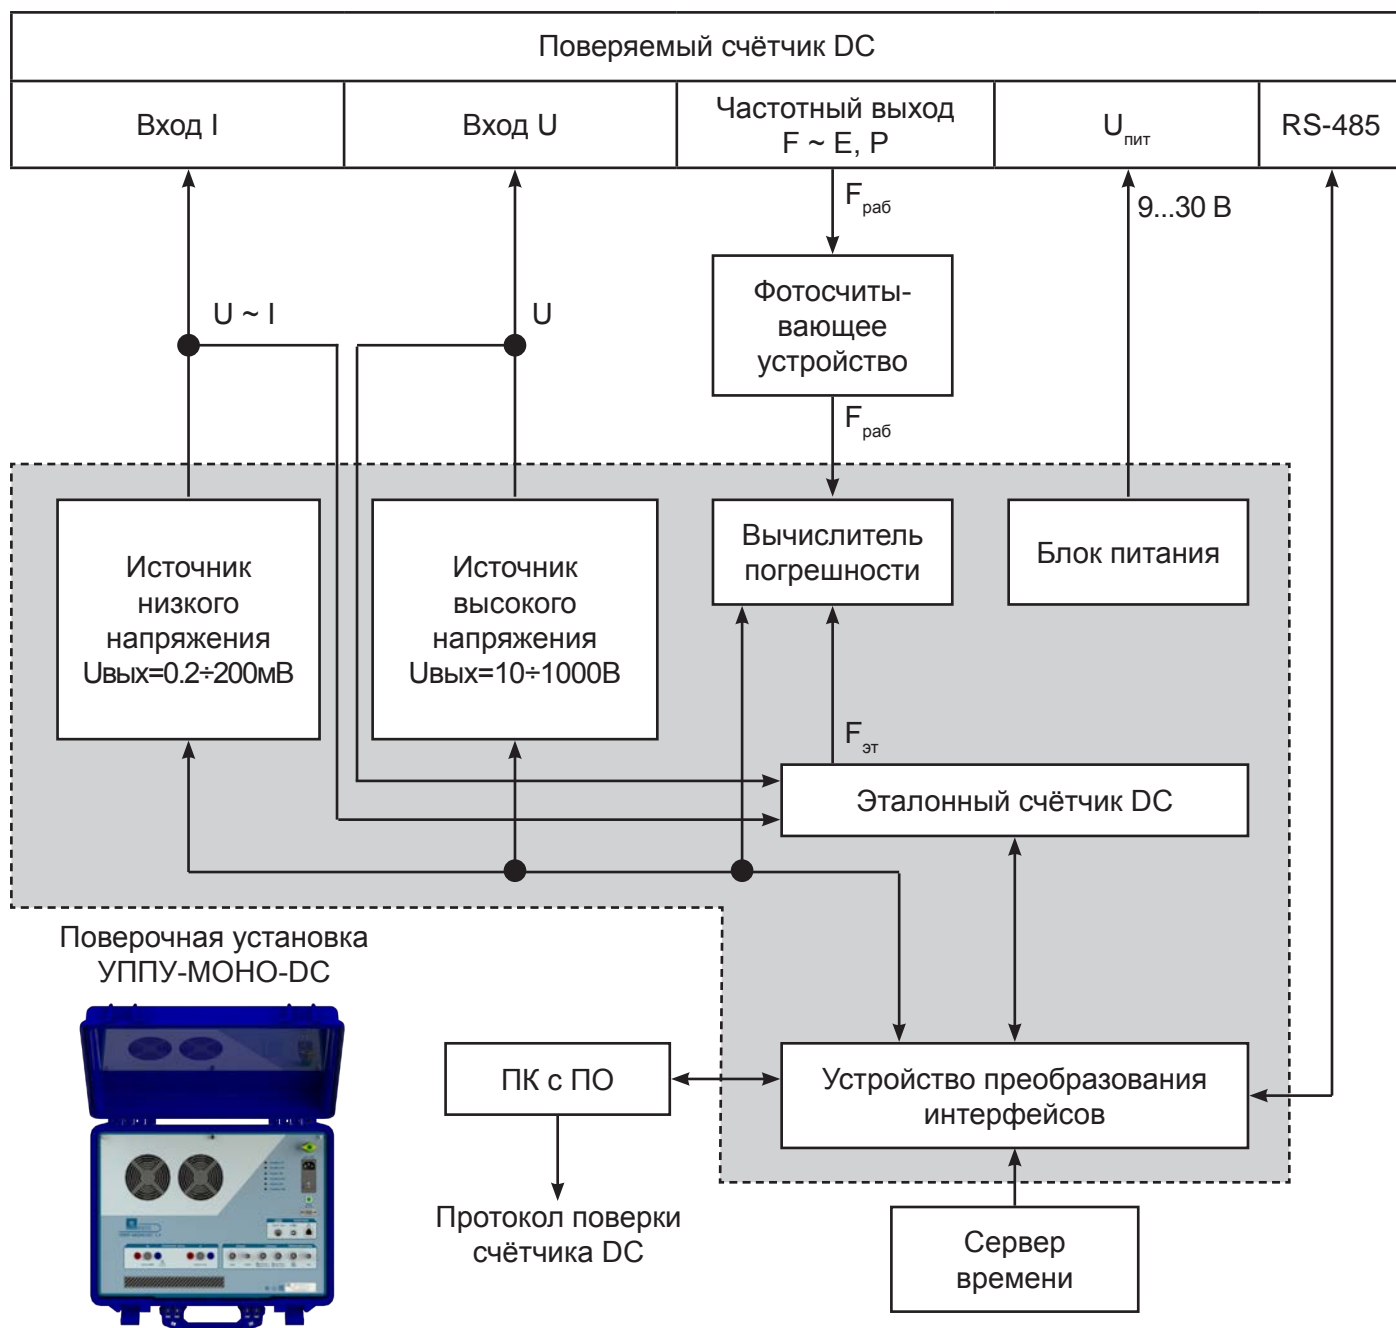 Поверяемый счётчик DC
Вход I
Вход U
Частотный выход
F ~ E, P
Uпит
RS-485
Fраб
9...30 В
U ~ I
U
Фотосчиты-
вающее
устройство
Fраб
Источник
низкого
напряжения
Uвых=0.2÷200мВ
Источник
высокого
напряжения
Uвых=10÷1000В
Вычислитель
погрешности
Блок питания
Fэт
Эталонный счётчик DC
Поверочная установка
УППУ-МОНО-DC
ПК с ПО
Устройство преобразования
интерфейсов
Протокол поверки
счётчика DC
Сервер
времени